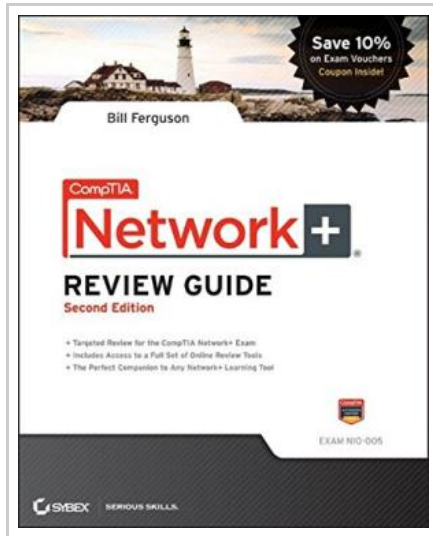 Save 10%
on Exam Vouchers
Coupon Inside!
Bill Ferguson
CompTIA
Network+®
REVIEW GUIDE
Second Edition
+ Targeted Review for the CompTIA Network+ Exam
+ Includes Access to a Full Set of Online Review Tools
+ The Perfect Companion to Any Network+ Learning Tool
CompTIA
EXAM N10-005
SYBEX SERIOUS SKILLS.